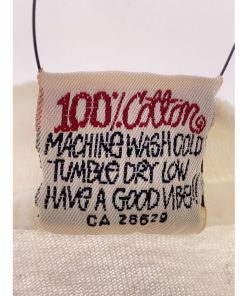 100% Cotton
MACHINE WASH COLD
TUMBLE DRY LOW
HAVE A GOOD VIBE!!
CA 28629